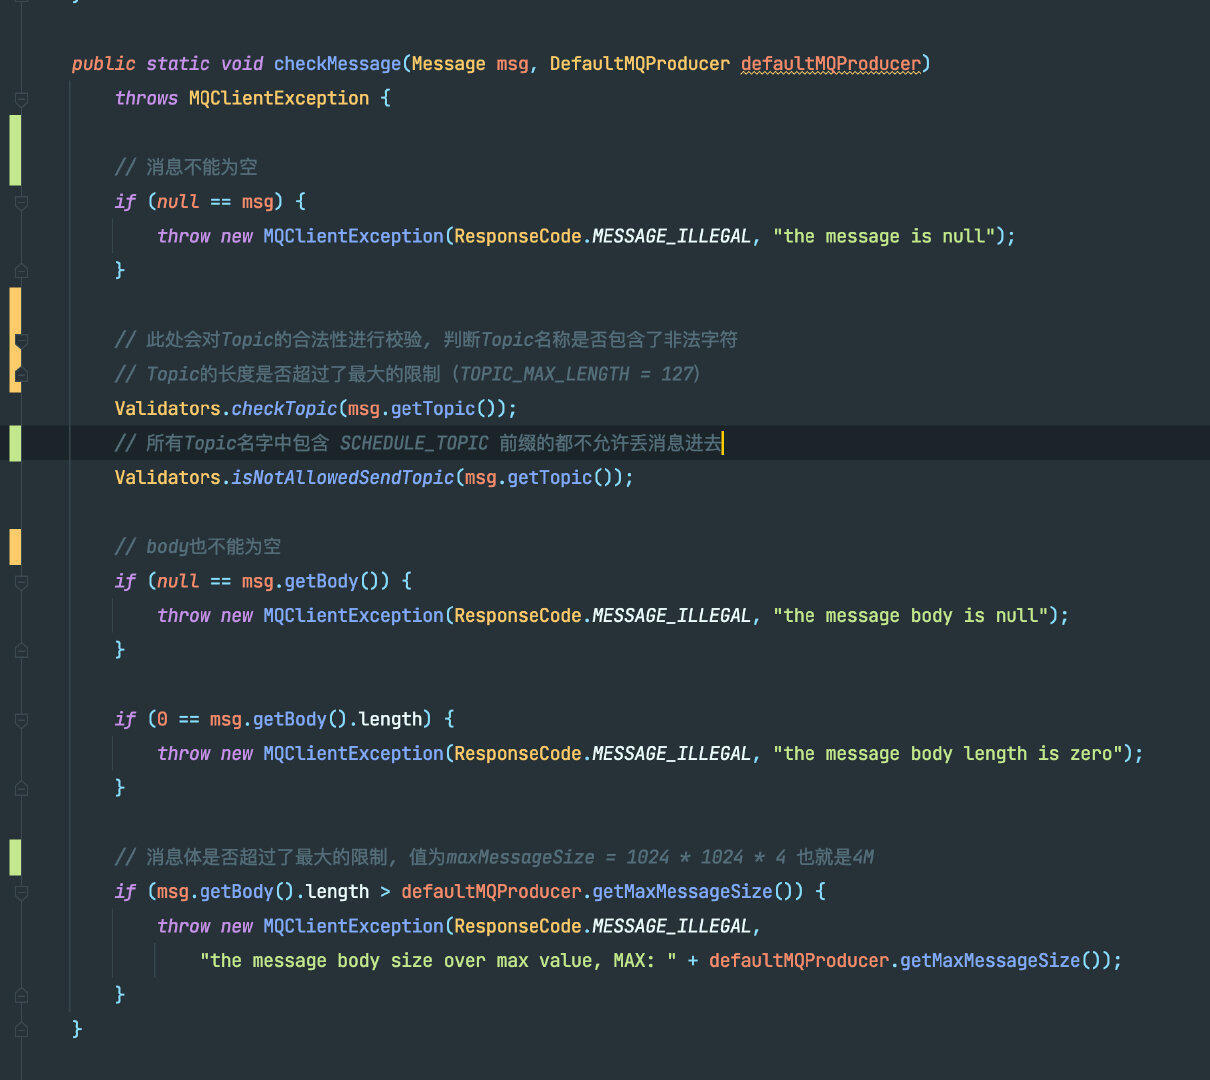 }
public static void checkMessage(Message msg, DefaultMQProducer defaultMQProducer)
throws MQClientException {
// 消息不能为空
if (null == msg) {
throw new MQClientException(ResponseCode.MESSAGE_ILLEGAL, "the message is null");
}
// 此处会对Topic的合法性进行校验, 判断Topic名称是否包含了非法字符
// Topic的长度是否超过了最大的限制 (TOPIC_MAX_LENGTH = 127)
Validators.checkTopic(msg.getTopic());
// 所有Topic名字中包含 SCHEDULE_TOPIC 前缀的都不允许丢消息进去
Validators.isNotAllowedSendTopic(msg.getTopic());
// body也不能为空
if (null == msg.getBody()) {
throw new MQClientException(ResponseCode.MESSAGE_ILLEGAL, "the message body is null");
}
if (0 == msg.getBody().length) {
throw new MQClientException(ResponseCode.MESSAGE_ILLEGAL, "the message body length is zero");
}
// 消息体是否超过了最大的限制, 值为maxMessageSize = 1024 * 1024 * 4 也就是4M
if (msg.getBody().length > defaultMQProducer.getMaxMessageSize()) {
throw new MQClientException(ResponseCode.MESSAGE_ILLEGAL,
"the message body size over max value, MAX: " + defaultMQProducer.getMaxMessageSize());
}
}